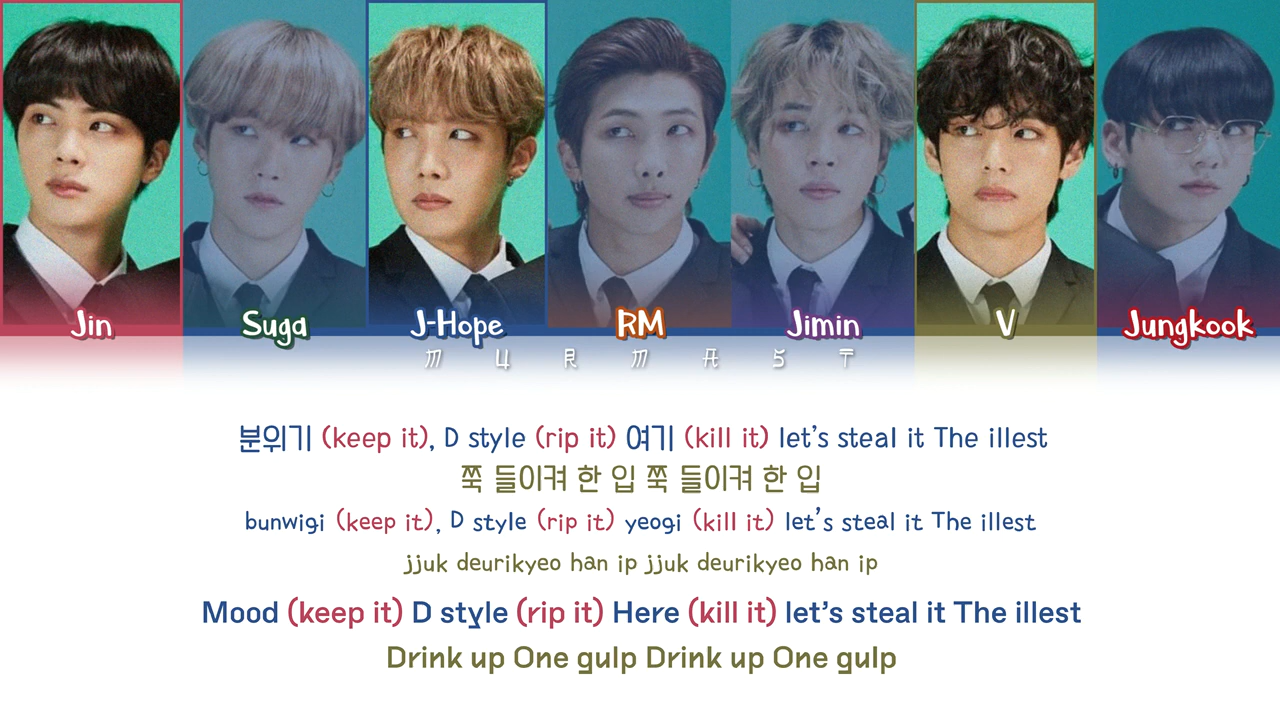 Jin Suga J-Hope RM Jimin V Jungkook
MURMAST
분위기 (keep it), D style (rip it) 여기 (kill it) let's steal it The illest
쭉 들이켜 한 입 쭉 들이켜 한 입
bunwigi (keep it), D style (rip it) yeogi (kill it) let's steal it The illest
jjuk deurikyeo han ip jjuk deurikyeo han ip
Mood (keep it) D style (rip it) Here (kill it) let's steal it The illest
Drink up One gulp Drink up One gulp